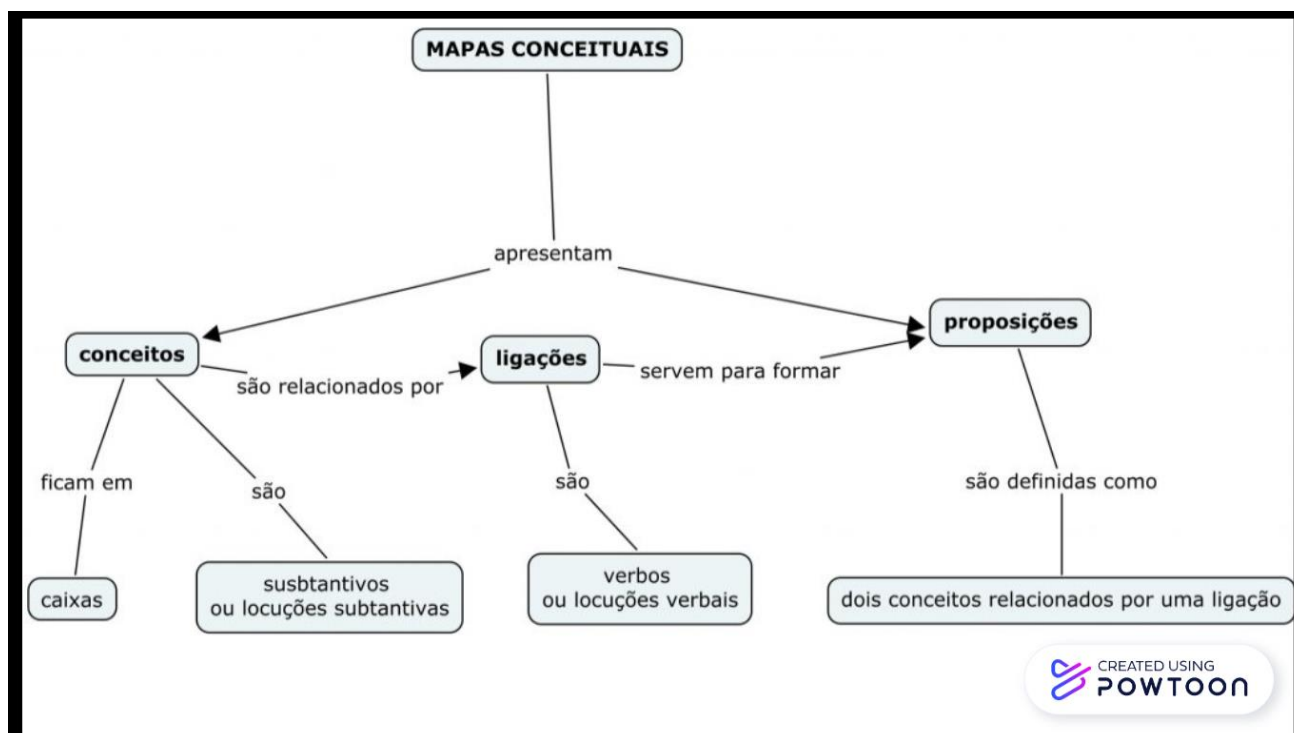 MAPAS CONCEITUAIS
apresentam
conceitos
são relacionados por
ligações
servem para formar
proposições
ficam em
são
são
são definidas como
caixas
susbtantivos
ou locuções subtantivas
verbos
ou locuções verbais
dois conceitos relacionados por uma ligação
CREATED USING
POWTOON